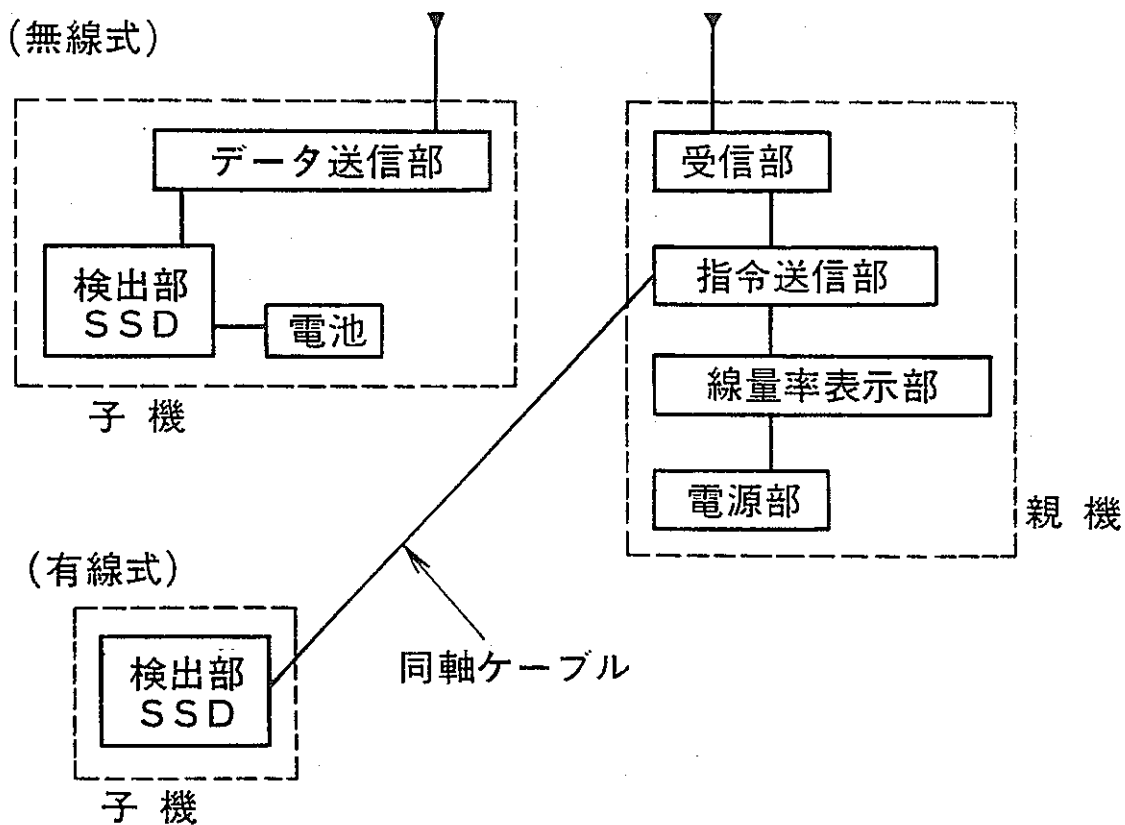 (無線式)
データ送信部
検出部
SSD
電池
子機
受信部
指令送信部
線量率表示部
電源部
親機
(有線式)
検出部
SSD
子機
同軸ケーブル